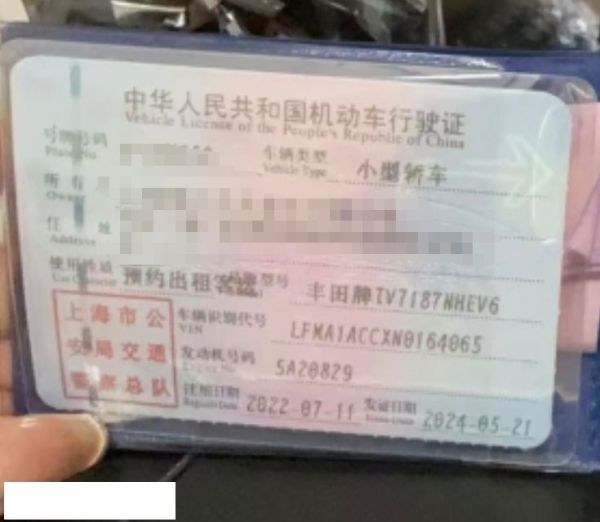 中华人民共和国机动车行驶证
Vehicle License of the People's Republic of China
号牌号码 车辆类型 小型轿车
Plate No. Vehicle Type
所有人
Owner
住 址
Address
使用性质 预约出租客运 品牌型号 丰田牌TV7187NHEV6
Use Character
上海市公 车辆识别代号 LFMA1ACCXN0164065
VIN
安局交通 发动机号码 SA20829
Engine No.
警察总队 注册日期 2022-07-11 发证日期 2024-05-21
Register Date Issue Date